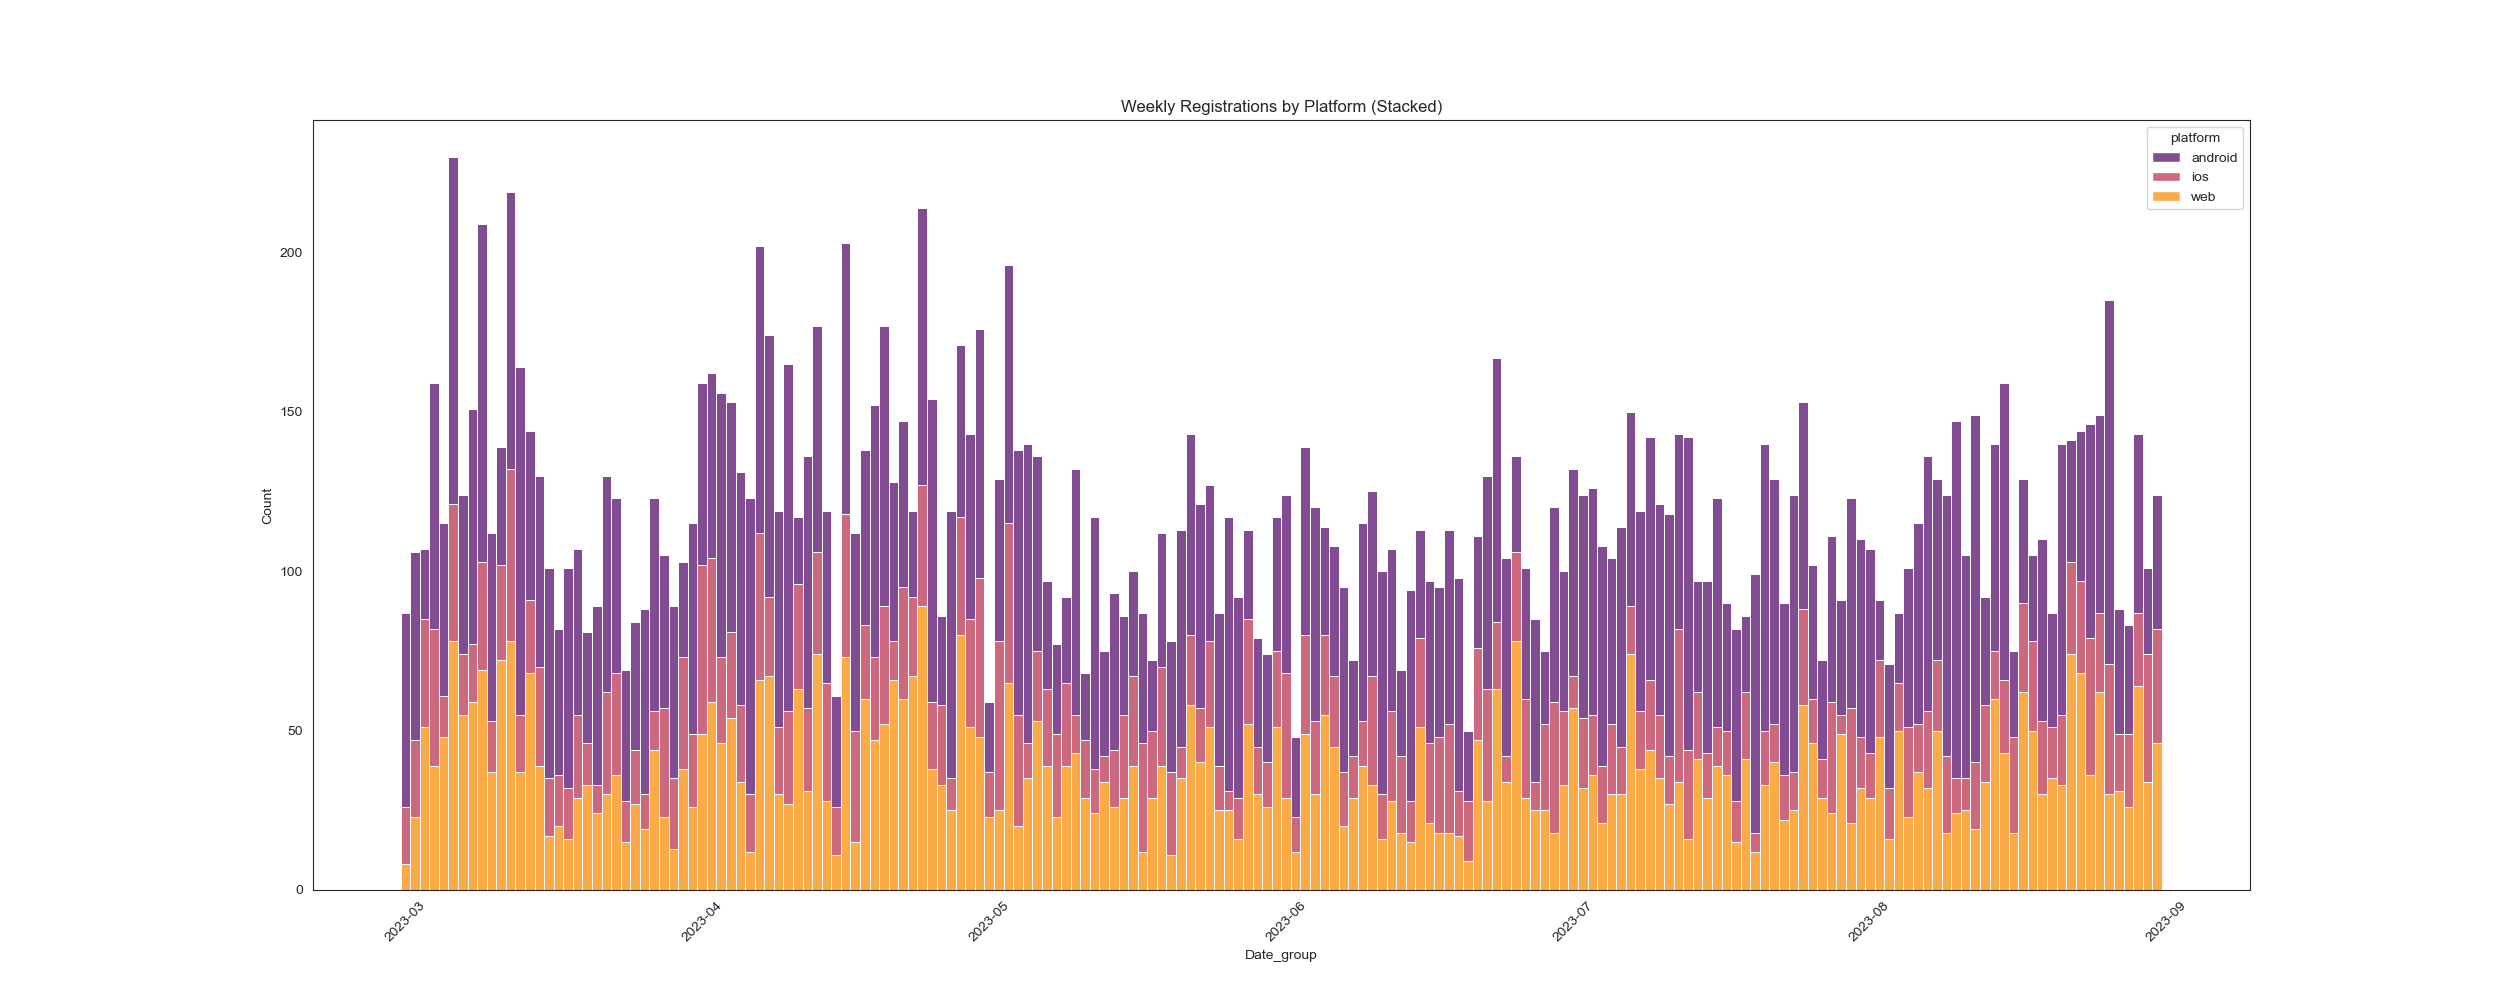 Weekly Registrations by Platform (Stacked)
platform
android
ios
web
Count
200
150
100
50
0
2023-03
2023-04
2023-05
2023-06
2023-07
2023-08
2023-09
Date_group